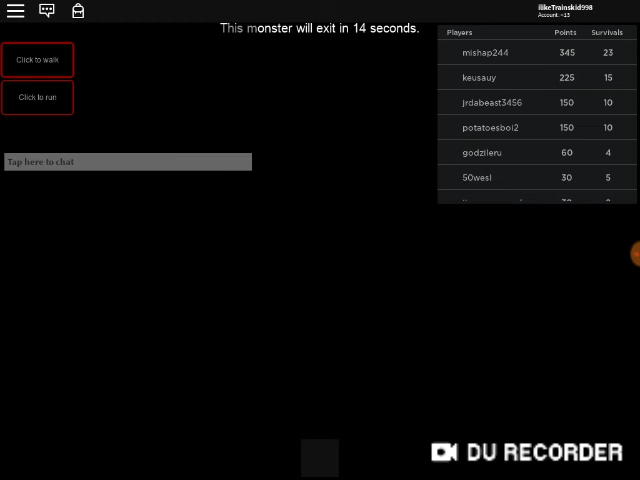 iiikeTrainskid998
Account: <13
This monster will exit in 14 seconds.
Players Points Survivals
mishap244 345 23
keusauy 225 15
jrdabeast3456 150 10
potatoesboi2 150 10
godzileru 60 4
50wesl 30 5
Click to walk
Click to run
Tap here to chat
DU RECORDER